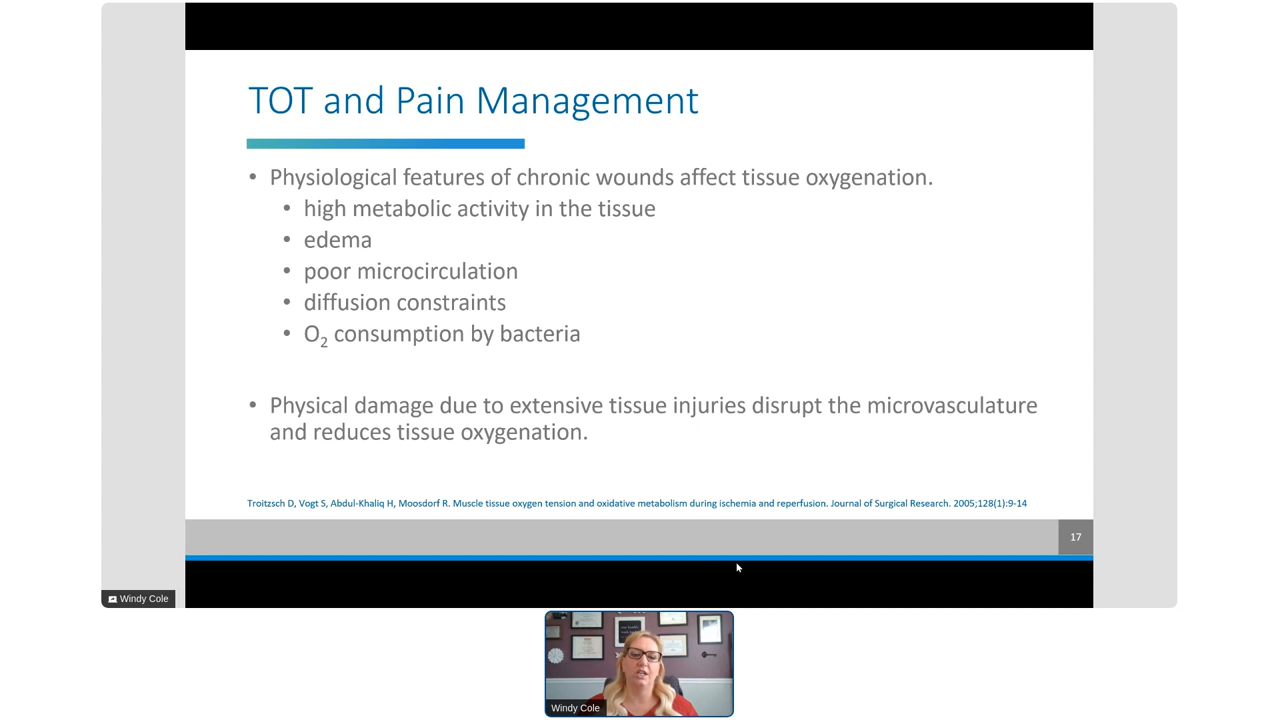 TOT and Pain Management
• Physiological features of chronic wounds affect tissue oxygenation.
• high metabolic activity in the tissue
• edema
• poor microcirculation
• diffusion constraints
• O₂ consumption by bacteria
• Physical damage due to extensive tissue injuries disrupt the microvasculature
and reduces tissue oxygenation.
Troitzsch D, Vogt S, Abdul-Khaliq H, Moosdorf R. Muscle tissue oxygen tension and oxidative metabolism during ischemia and reperfusion. Journal of Surgical Research. 2005;128(1):9-14
17
Windy Cole
Windy Cole